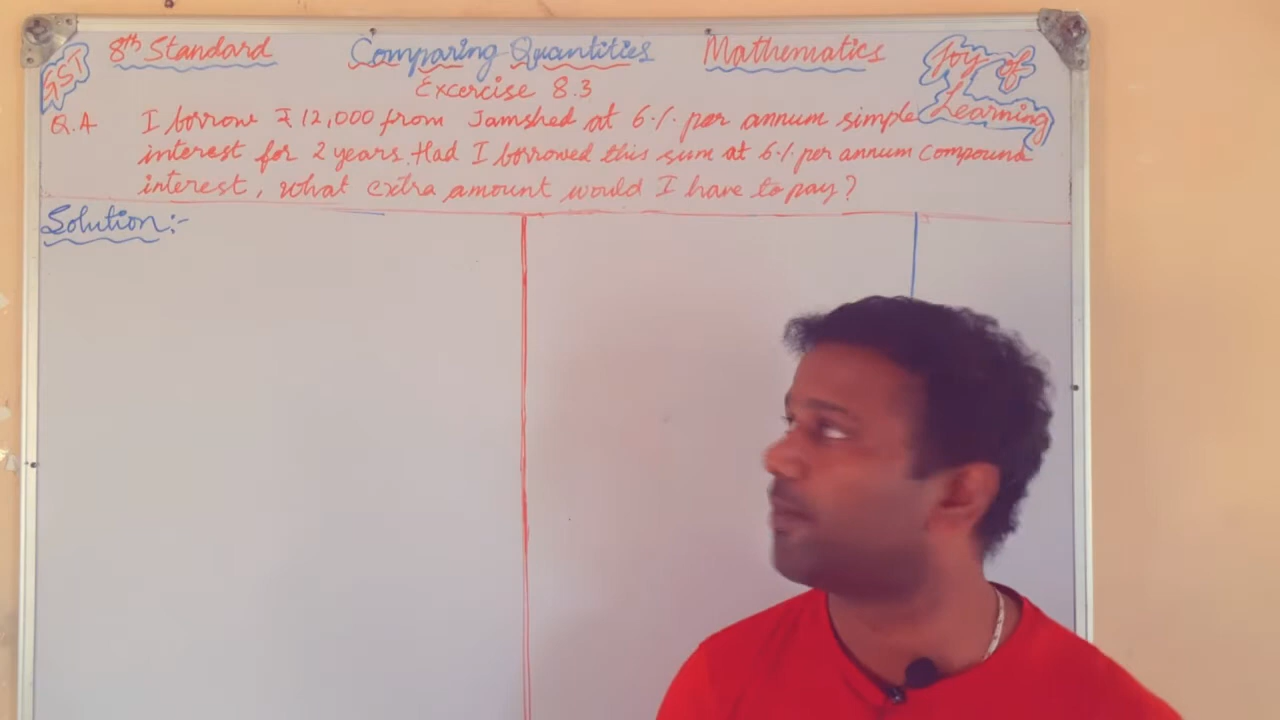 8th Standard Comparing Quantities Mathematics
GST
Joy of Learning
Excercise 8.3
Q.A I borrow ₹12,000 from Jamshed at 6% per annum simple
interest for 2 years. Had I borrowed this sum at 6% per annum Compound
interest, what extra amount would I have to pay?
Solution:-